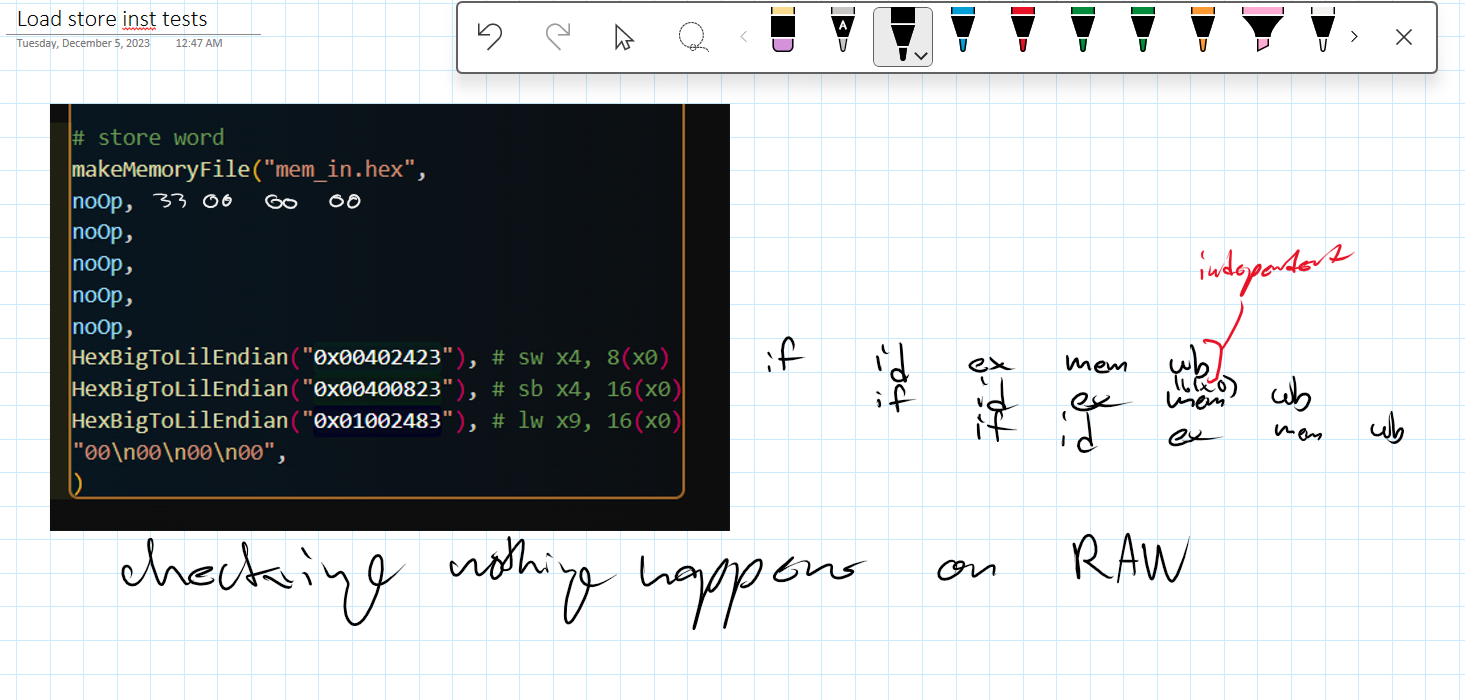 Load store inst tests
Tuesday, December 5, 2023 12:47 AM
A
# store word
makeMemoryFile("mem_in.hex",
noOp, 33 00 00 00
noOp,
noOp,
noOp,
noOp,
HexBigToLilEndian("0x00402423"), # sw x4, 8(x0)
HexBigToLilEndian("0x00400823"), # sb x4, 16(x0)
HexBigToLilEndian("0x01002483"), # lw x9, 16(x0)
"00\n00\n00\n00",
)
independent
if id ex mem wb
16(x0)
if id ex mem wb
if id ex mem wb
checking nothing happens on RAW